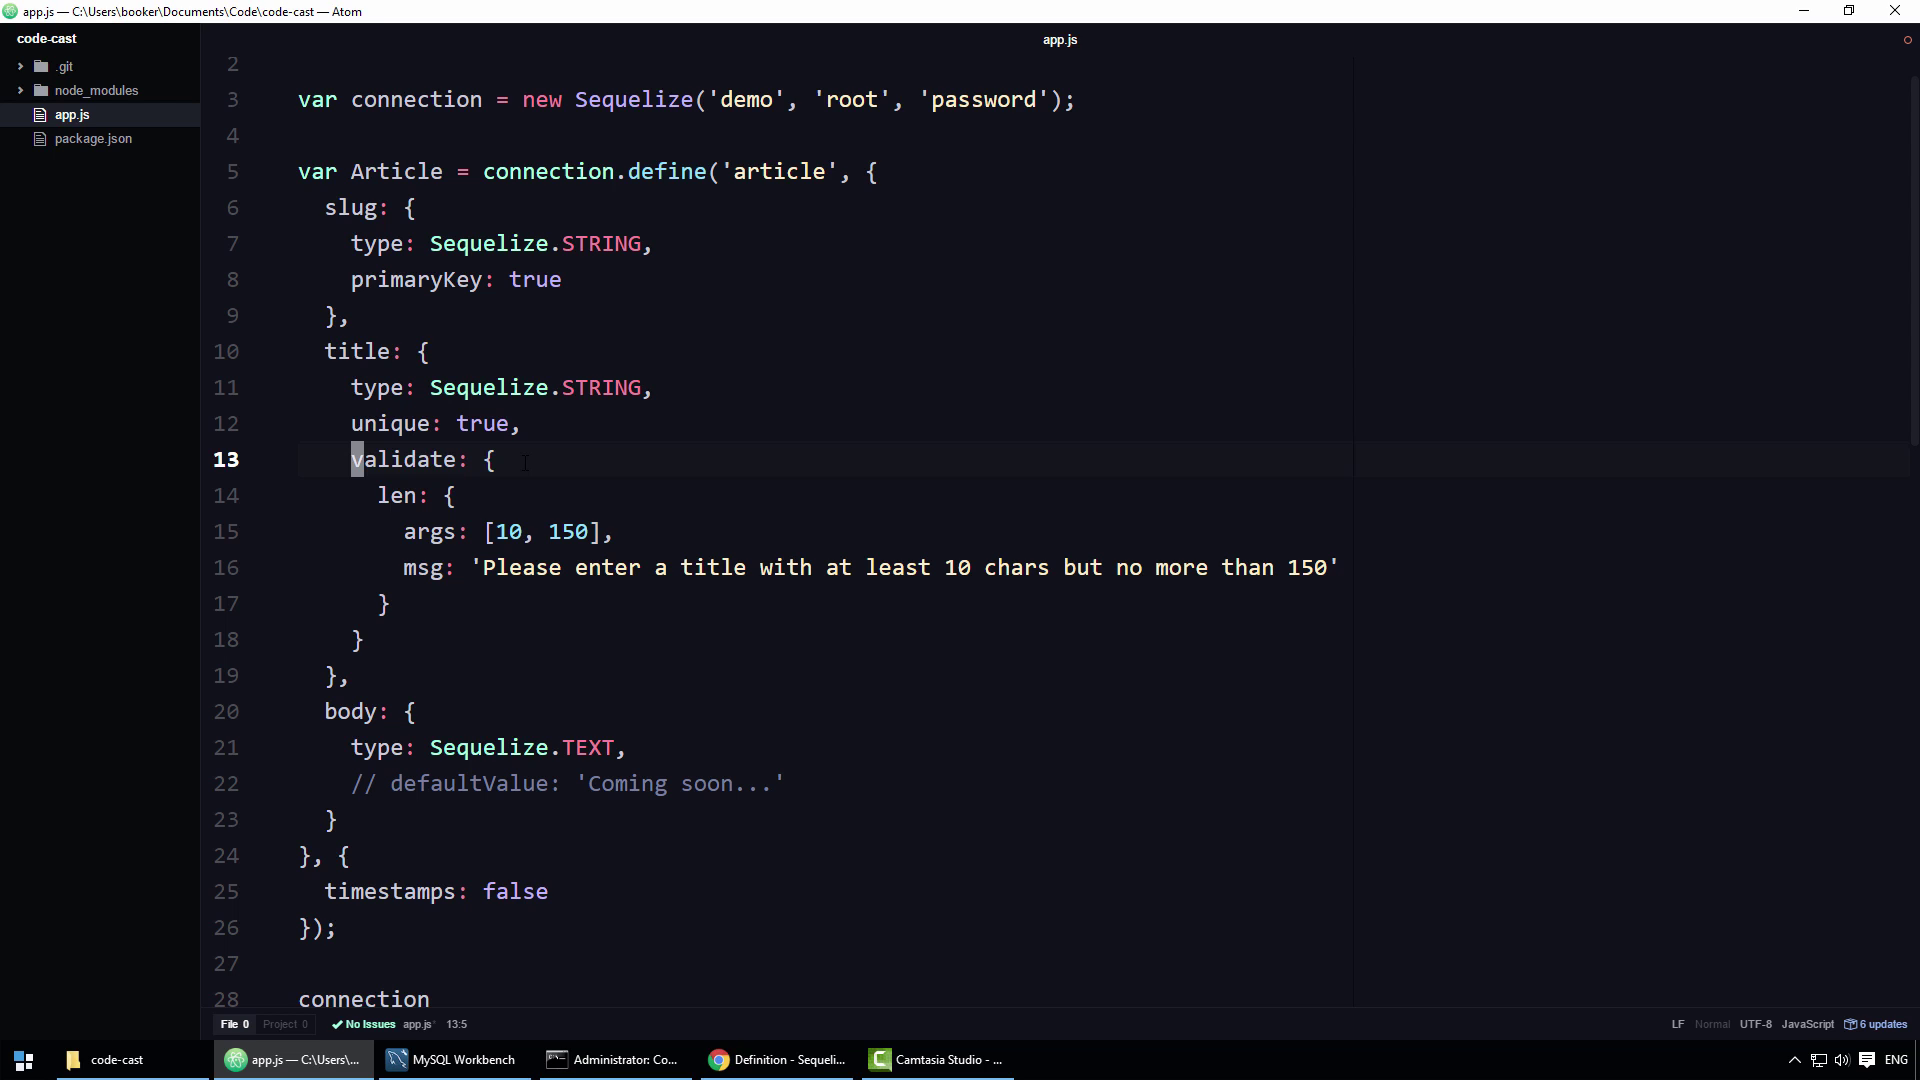 app.js — C:\Users\booker\Documents\Code\code-cast — Atom
code-cast
.git
node_modules
app.js
package.json
app.js
2
3 var connection = new Sequelize('demo', 'root', 'password');
4
5 var Article = connection.define('article', {
6 slug: {
7 type: Sequelize.STRING,
8 primaryKey: true
9 },
10 title: {
11 type: Sequelize.STRING,
12 unique: true,
13 validate: {
14 len: {
15 args: [10, 150],
16 msg: 'Please enter a title with at least 10 chars but no more than 150'
17 }
18 }
19 },
20 body: {
21 type: Sequelize.TEXT,
22 // defaultValue: 'Coming soon...'
23 }
24 }, {
25 timestamps: false
26 });
27
28 connection
File 0 Project 0 No Issues app.js* 13:5 LF Normal UTF-8 JavaScript 6 updates
code-cast app.js — C:\Users\... MySQL Workbench Administrator: Co... Definition - Sequeli... Camtasia Studio - ... ENG